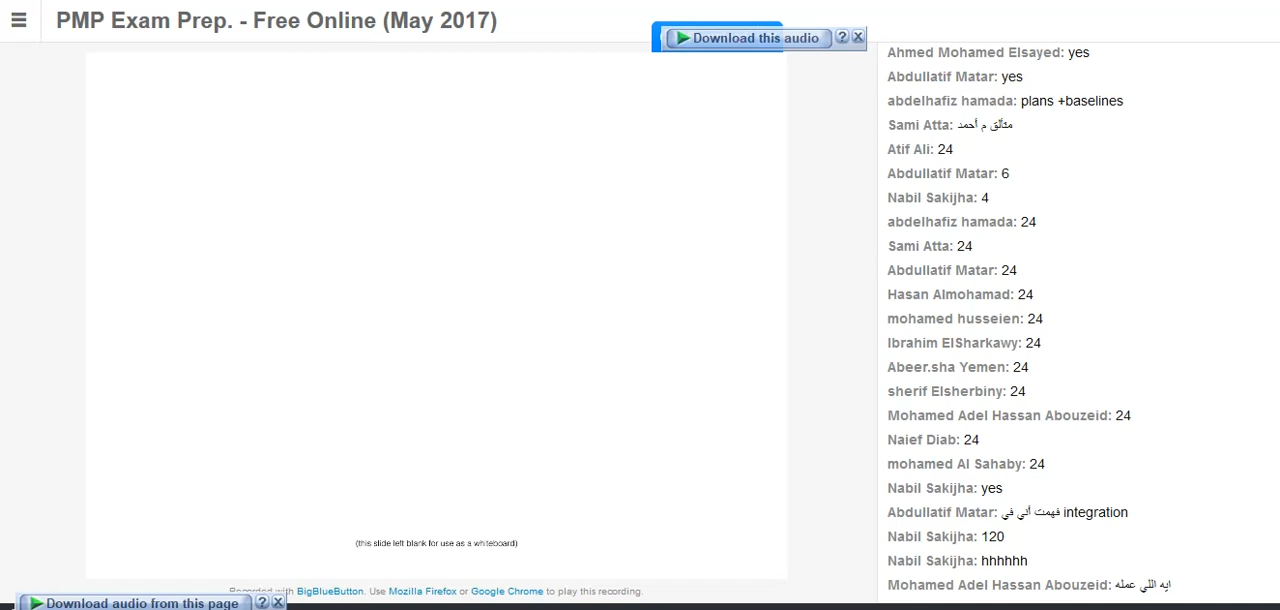 PMP Exam Prep. - Free Online (May 2017)
Download this audio
Ahmed Mohamed Elsayed: yes
Abdullatif Matar: yes
abdelhafiz hamada: plans +baselines
Sami Atta: متألق م أحمد
Atif Ali: 24
Abdullatif Matar: 6
Nabil Sakijha: 4
abdelhafiz hamada: 24
Sami Atta: 24
Abdullatif Matar: 24
Hasan Almohamad: 24
mohamed husseien: 24
Ibrahim ElSharkawy: 24
Abeer.sha Yemen: 24
sherif Elsherbiny: 24
Mohamed Adel Hassan Abouzeid: 24
Naief Diab: 24
mohamed Al Sahaby: 24
Nabil Sakijha: yes
Abdullatif Matar: فهمت أني في integration
Nabil Sakijha: 120
Nabil Sakijha: hhhhhh
Mohamed Adel Hassan Abouzeid: ايه اللي عمله
(this slide left blank for use as a whiteboard)
Recorded with BigBlueButton. Use Mozilla Firefox or Google Chrome to play this recording.
Download audio from this page